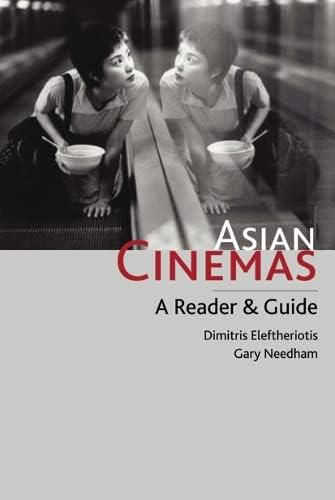 ASIAN
CINEMAS
A Reader & Guide
Dimitris Eleftheriotis
Gary Needham